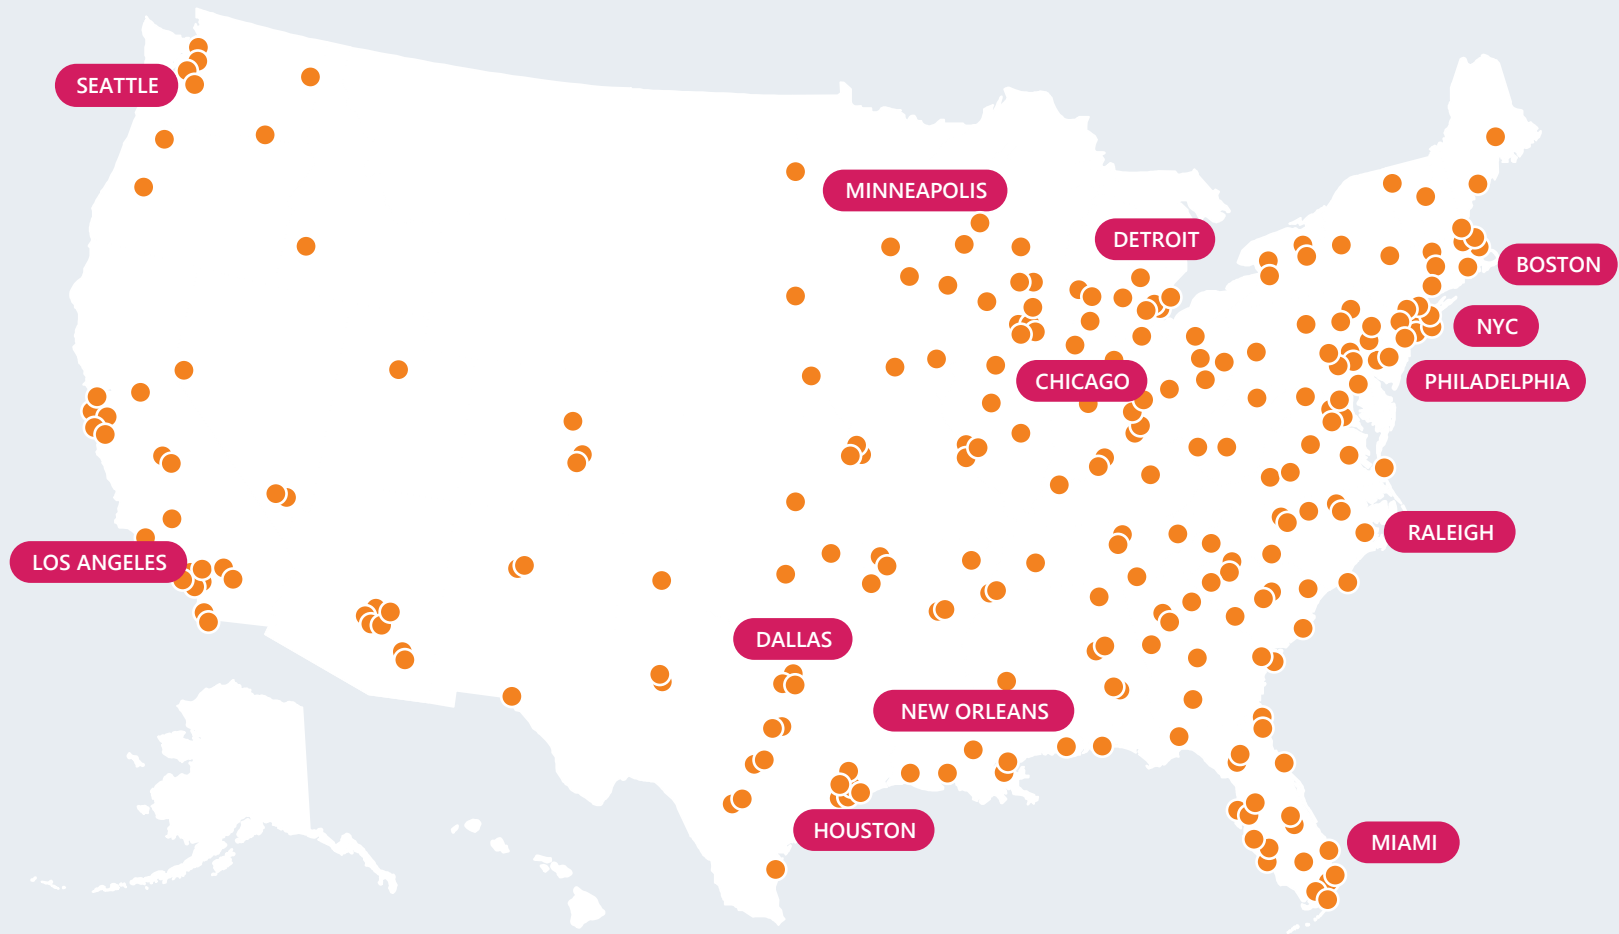 SEATTLE
MINNEAPOLIS
DETROIT
BOSTON
NYC
CHICAGO
PHILADELPHIA
RALEIGH
LOS ANGELES
DALLAS
NEW ORLEANS
HOUSTON
MIAMI